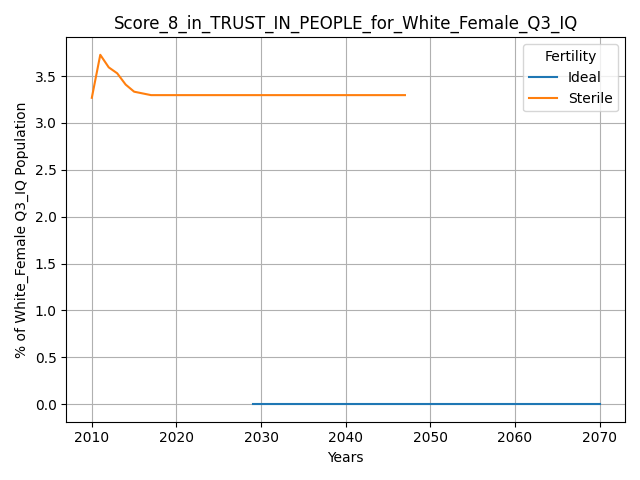 Score_8_in_TRUST_IN_PEOPLE_for_White_Female_Q3_IQ
Fertility
Ideal
Sterile
% of White_Female Q3_IQ Population
3.5
3.0
2.5
2.0
1.5
1.0
0.5
0.0
2010 2020 2030 2040 2050 2060 2070
Years